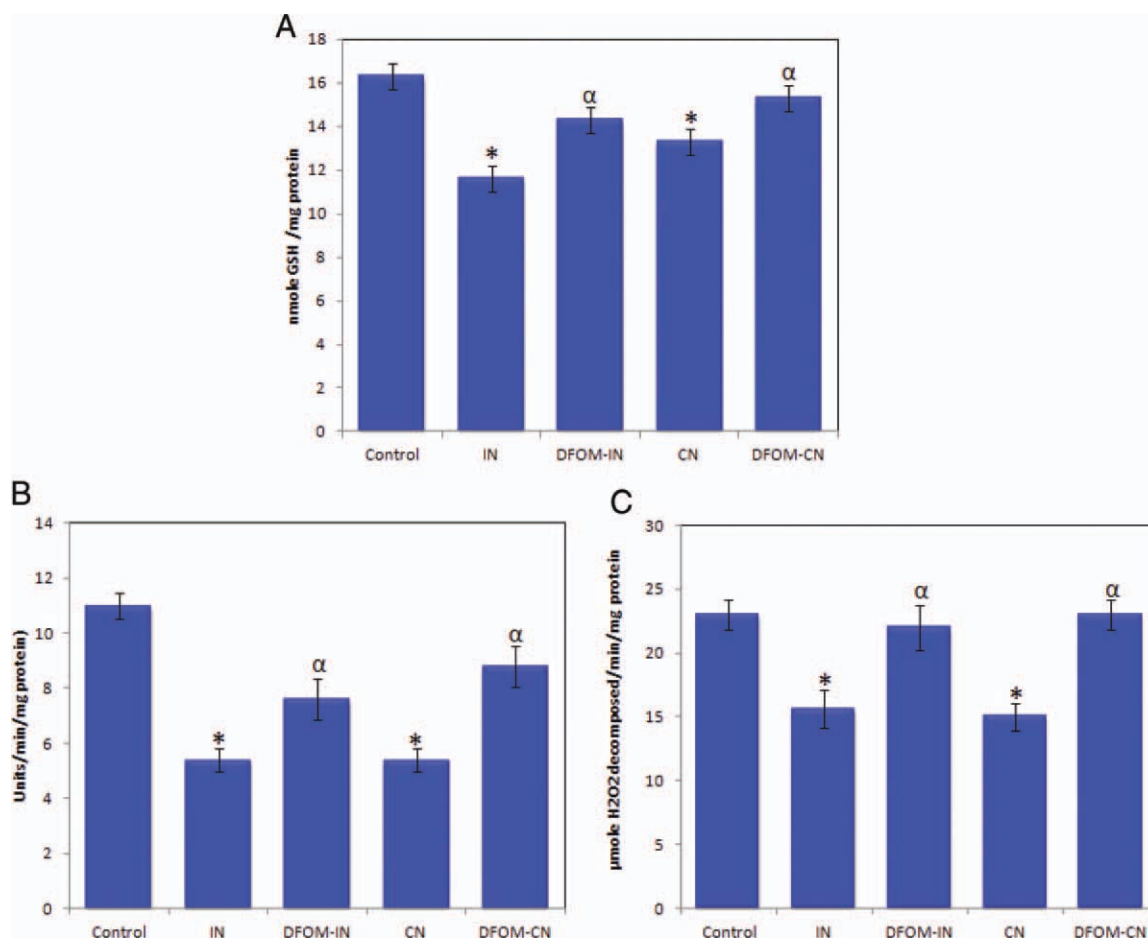 A
18
16
14
12
10
8
6
4
2
0
nmole GSH /mg protein
*
α
*
α
Control IN DFOM-IN CN DFOM-CN
B
14
12
10
8
6
4
2
0
Units/min/mg protein)
*
α
*
α
Control IN DFOM-IN CN DFOM-CN
C
30
25
20
15
10
5
0
µmole H2O2decomposed/min/mg protein
*
α
*
α
Control IN DFOM-IN CN DFOM-CN